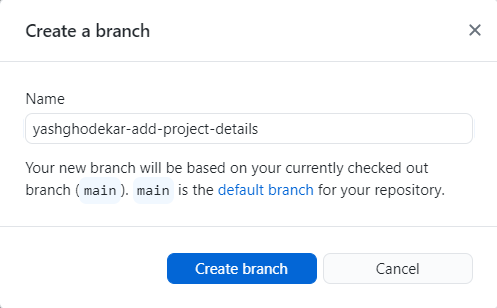 Create a branch
Name
yashghodekar-add-project-details
Your new branch will be based on your currently checked out
branch ( main ). main is the default branch for your repository.
Create branch Cancel